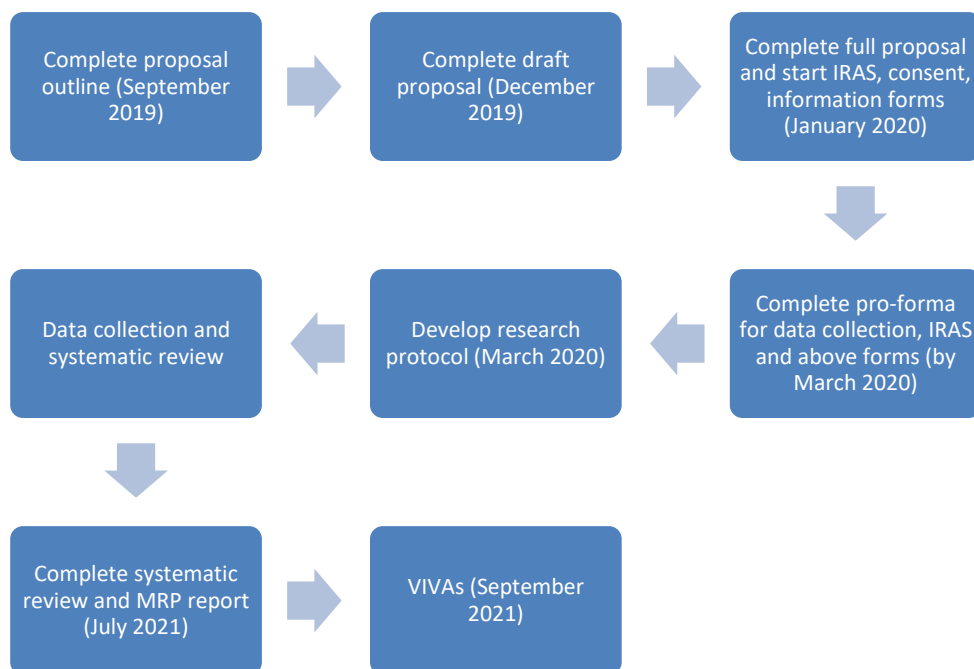 Complete proposal
outline (September
2019)
Complete draft
proposal (December
2019)
Complete full proposal
and start IRAS, consent,
information forms
(January 2020)
Complete pro-forma
for data collection, IRAS
and above forms (by
March 2020)
Develop research
protocol (March 2020)
Data collection and
systematic review
Complete systematic
review and MRP report
(July 2021)
VIVAs (September
2021)